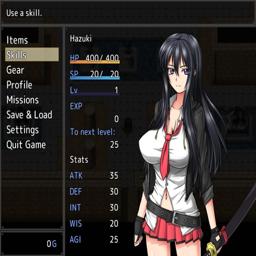 Use a skill.
Items
Skills
Gear
Profile
Missions
Save & Load
Settings
Quit Game
0 G
Hazuki
HP 400/ 400
SP 20/ 20
Lv 1
EXP
0
To next level:
25
Stats
ATK 35
DEF 30
INT 30
WIS 20
AGI 25